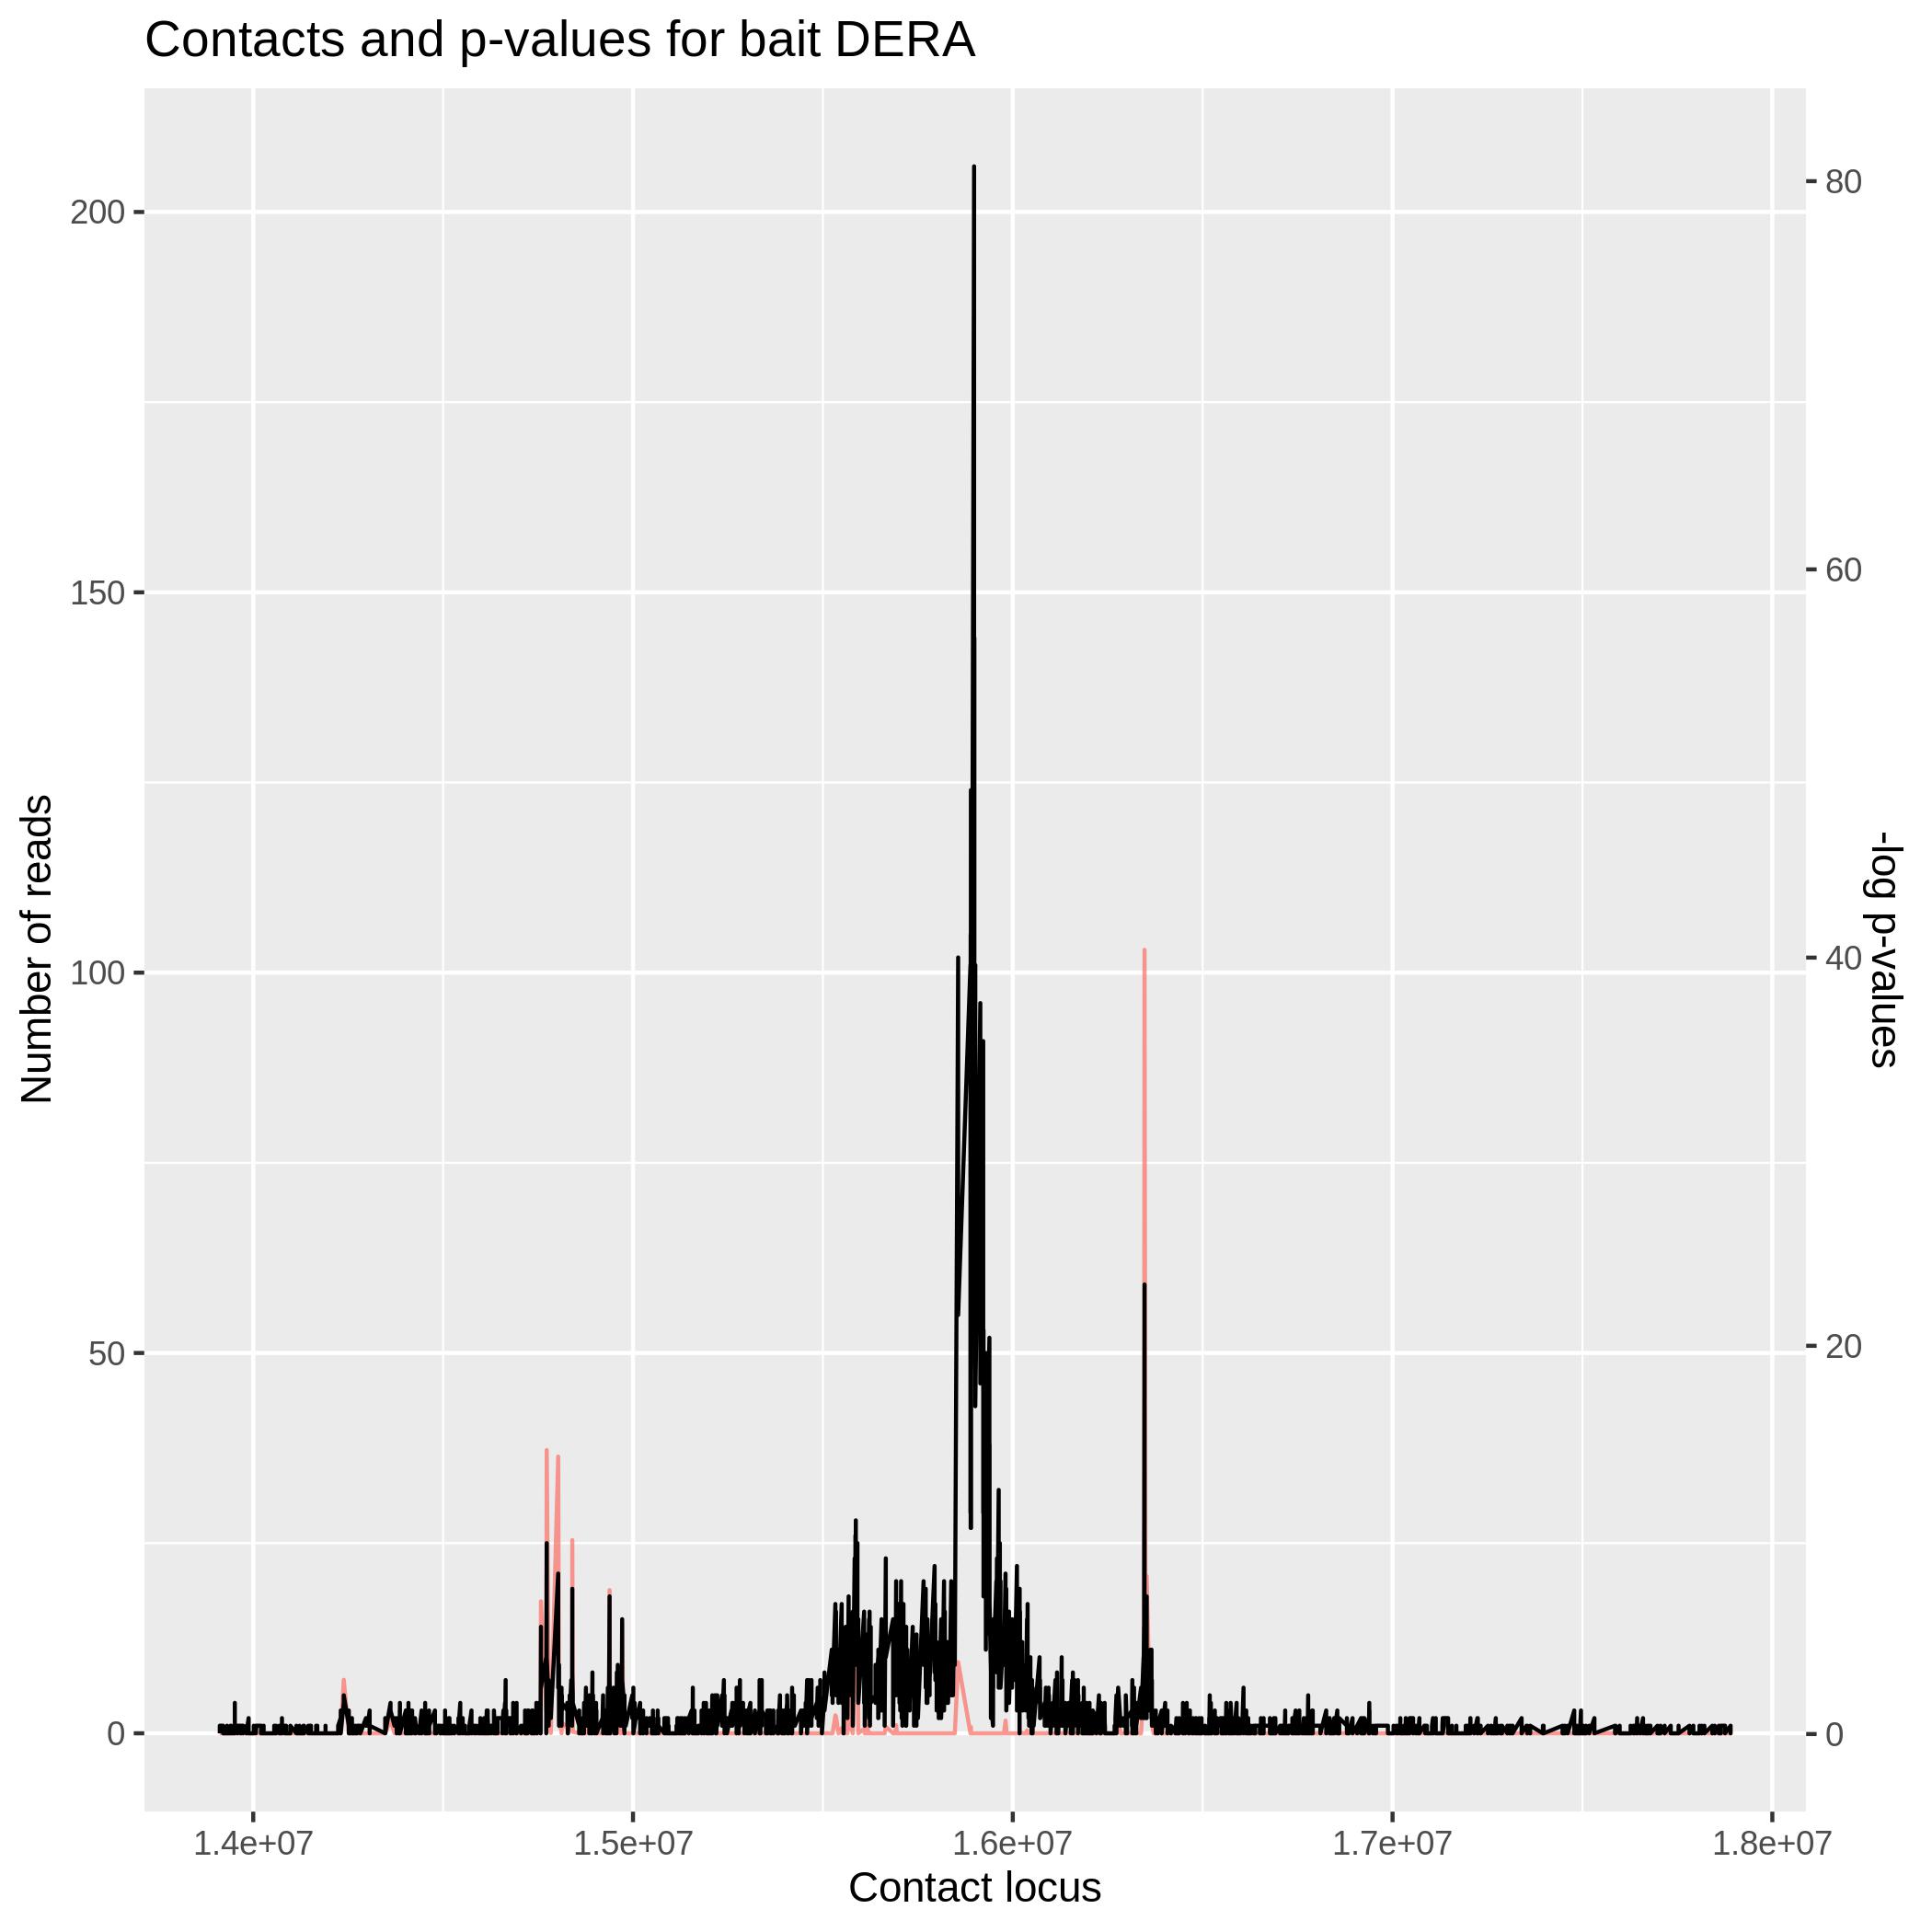 Contacts and p-values for bait DERA
Number of reads
200
150
100
50
0
80
60
40
20
0
-log p-values
1.4e+07 1.5e+07 1.6e+07 1.7e+07 1.8e+07
Contact locus